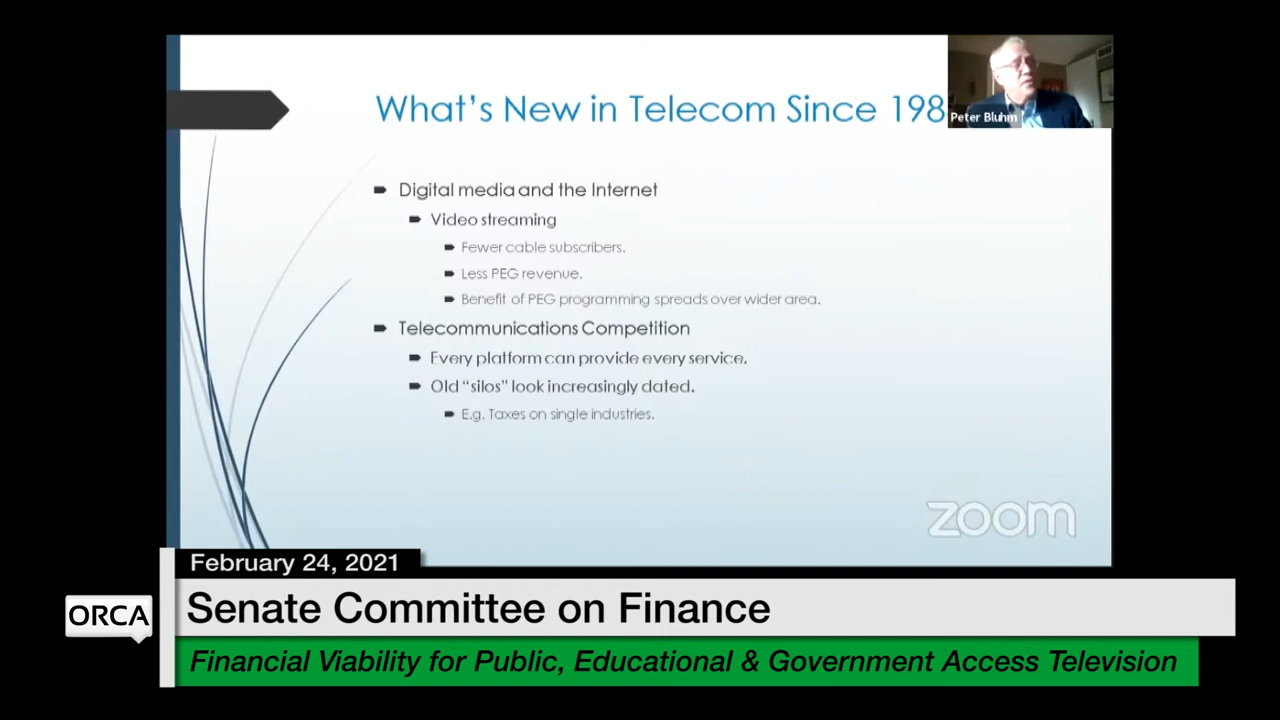 What's New in Telecom Since 198
Peter Bluhm
Digital media and the Internet
Video streaming
Fewer cable subscribers.
Less PEG revenue.
Benefit of PEG programming spreads over wider area.
Telecommunications Competition
Every platform can provide every service.
Old “silos” look increasingly dated.
E.g. Taxes on single industries.
zoom
February 24, 2021
ORCA
Senate Committee on Finance
Financial Viability for Public, Educational & Government Access Television